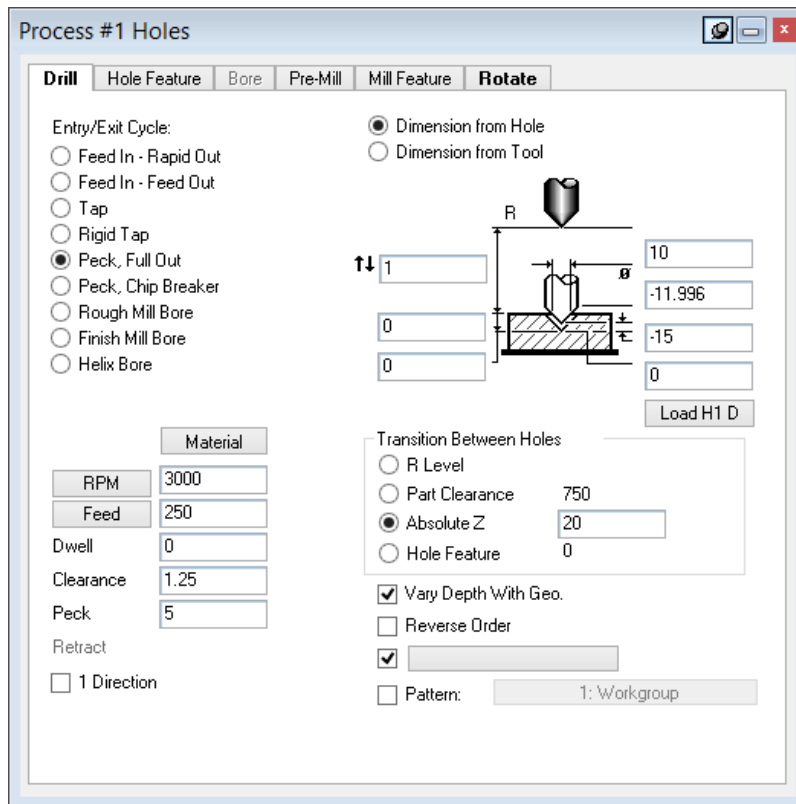 Process #1 Holes
x
Drill Hole Feature Bore Pre-Mill Mill Feature Rotate
Entry/Exit Cycle:
Feed In - Rapid Out
Feed In - Feed Out
Tap
Rigid Tap
Peck, Full Out
Peck, Chip Breaker
Rough Mill Bore
Finish Mill Bore
Helix Bore
Dimension from Hole
Dimension from Tool
R
1
0
0
ø
10
-11.996
-15
0
Load H1 D
Material
RPM 3000
Feed 250
Dwell 0
Clearance 1.25
Peck 5
Retract
1 Direction
Transition Between Holes
R Level
Part Clearance 750
Absolute Z 20
Hole Feature 0
Vary Depth With Geo.
Reverse Order
Pattern: 1: Workgroup